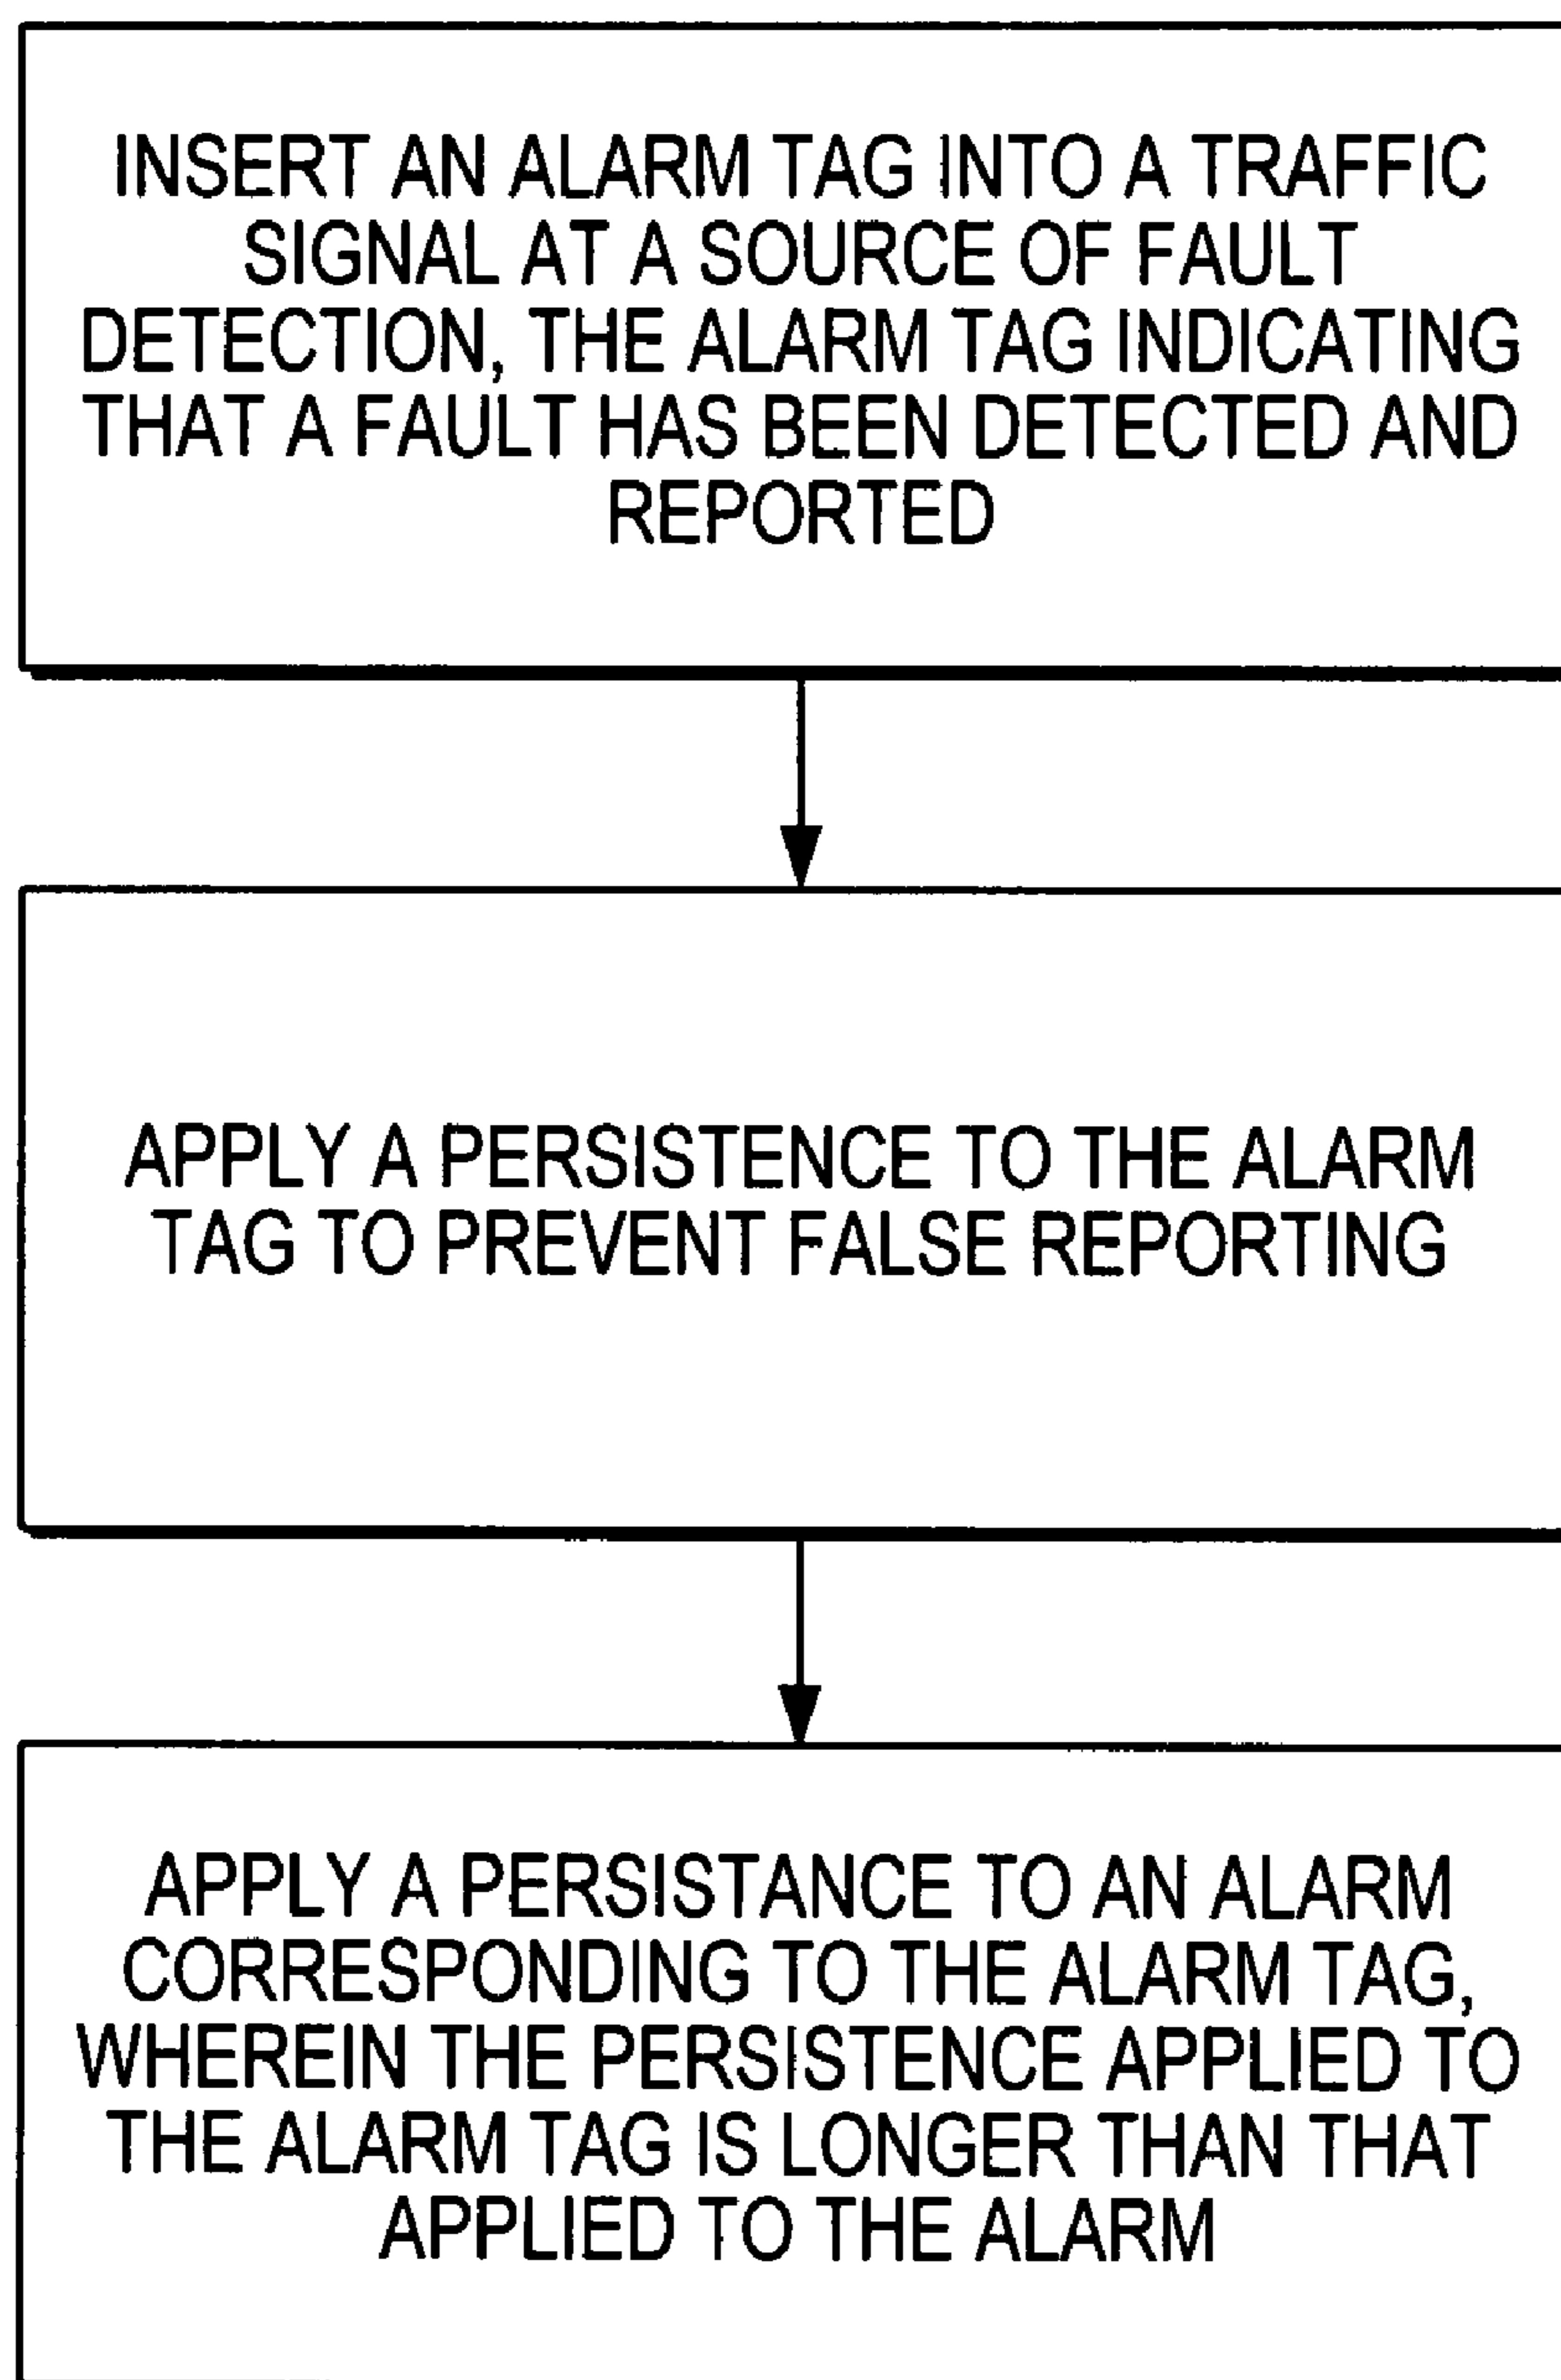 INSERT AN ALARM TAG INTO A TRAFFIC
SIGNAL AT A SOURCE OF FAULT
DETECTION, THE ALARM TAG INDICATING
THAT A FAULT HAS BEEN DETECTED AND
REPORTED
APPLY A PERSISTENCE TO THE ALARM
TAG TO PREVENT FALSE REPORTING
APPLY A PERSISTANCE TO AN ALARM
CORRESPONDING TO THE ALARM TAG,
WHEREIN THE PERSISTENCE APPLIED TO
THE ALARM TAG IS LONGER THAN THAT
APPLIED TO THE ALARM